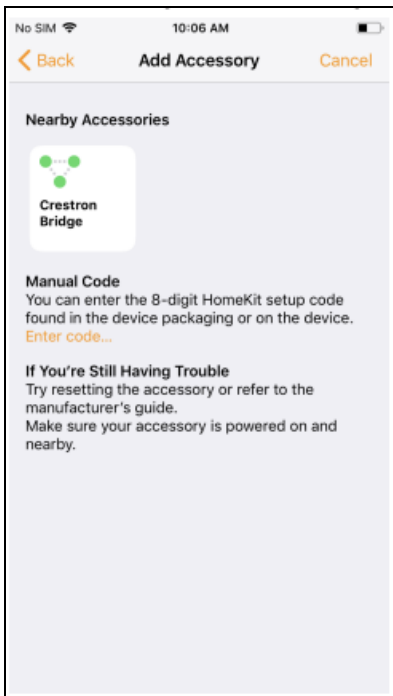 No SIM 10:06 AM
Back Add Accessory Cancel
Nearby Accessories
Crestron
Bridge
Manual Code
You can enter the 8-digit HomeKit setup code
found in the device packaging or on the device.
Enter code...
If You're Still Having Trouble
Try resetting the accessory or refer to the
manufacturer's guide.
Make sure your accessory is powered on and
nearby.